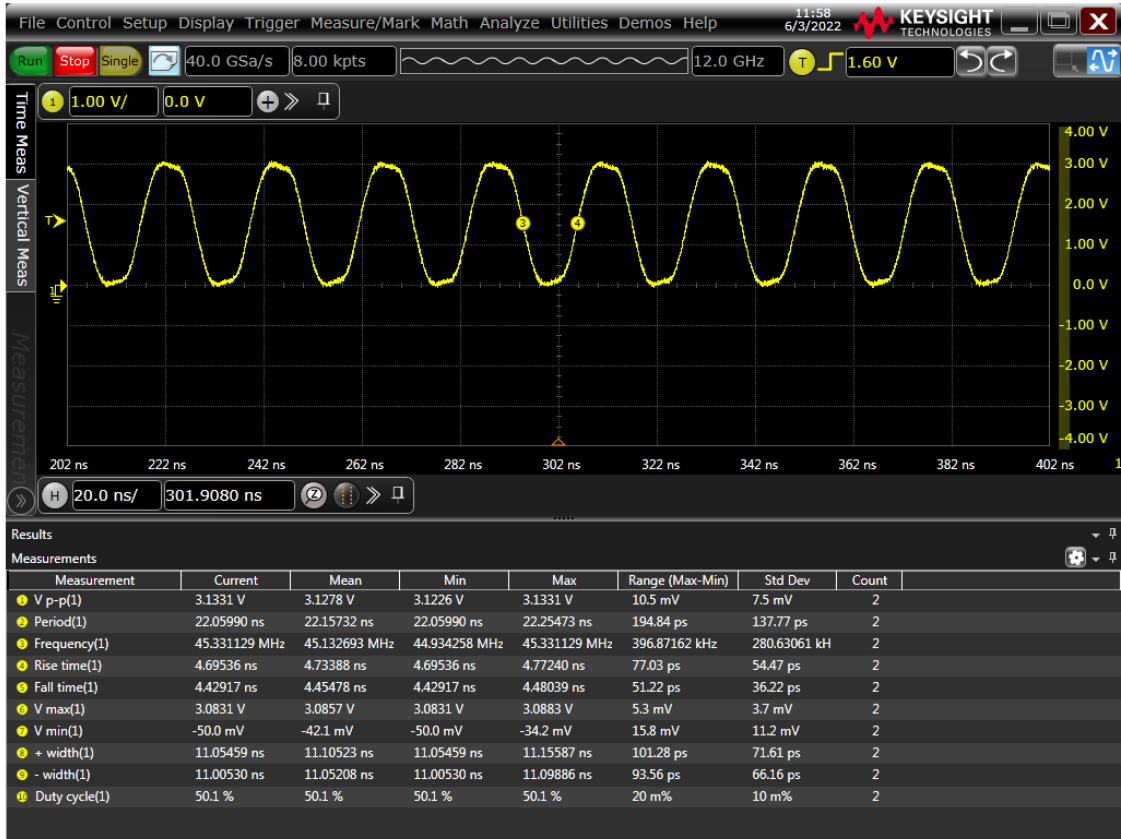 File Control Setup Display Trigger Measure/Mark Math Analyze Utilities Demos Help
11:58
6/3/2022
KEYSIGHT
TECHNOLOGIES
Run Stop Single 40.0 GSa/s 8.00 kpts 12.0 GHz T 1.60 V
Time Meas
Vertical Meas
Measuremen
1 1.00 V/ 0.0 V
4.00 V
3.00 V
2.00 V
1.00 V
0.0 V
-1.00 V
-2.00 V
-3.00 V
-4.00 V
T
3 4
1
202 ns 222 ns 242 ns 262 ns 282 ns 302 ns 322 ns 342 ns 362 ns 382 ns 402 ns 1
H 20.0 ns/ 301.9080 ns Z
Results
Measurements
Measurement Current Mean Min Max Range (Max-Min) Std Dev Count
1 V p-p(1) 3.1331 V 3.1278 V 3.1226 V 3.1331 V 10.5 mV 7.5 mV 2
2 Period(1) 22.05990 ns 22.15732 ns 22.05990 ns 22.25473 ns 194.84 ps 137.77 ps 2
3 Frequency(1) 45.331129 MHz 45.132693 MHz 44.934258 MHz 45.331129 MHz 396.87162 kHz 280.63061 kH 2
4 Rise time(1) 4.69536 ns 4.73388 ns 4.69536 ns 4.77240 ns 77.03 ps 54.47 ps 2
5 Fall time(1) 4.42917 ns 4.45478 ns 4.42917 ns 4.48039 ns 51.22 ps 36.22 ps 2
6 V max(1) 3.0831 V 3.0857 V 3.0831 V 3.0883 V 5.3 mV 3.7 mV 2
7 V min(1) -50.0 mV -42.1 mV -50.0 mV -34.2 mV 15.8 mV 11.2 mV 2
8 + width(1) 11.05459 ns 11.10523 ns 11.05459 ns 11.15587 ns 101.28 ps 71.61 ps 2
9 - width(1) 11.00530 ns 11.05208 ns 11.00530 ns 11.09886 ns 93.56 ps 66.16 ps 2
10 Duty cycle(1) 50.1 % 50.1 % 50.1 % 50.1 % 20 m% 10 m% 2